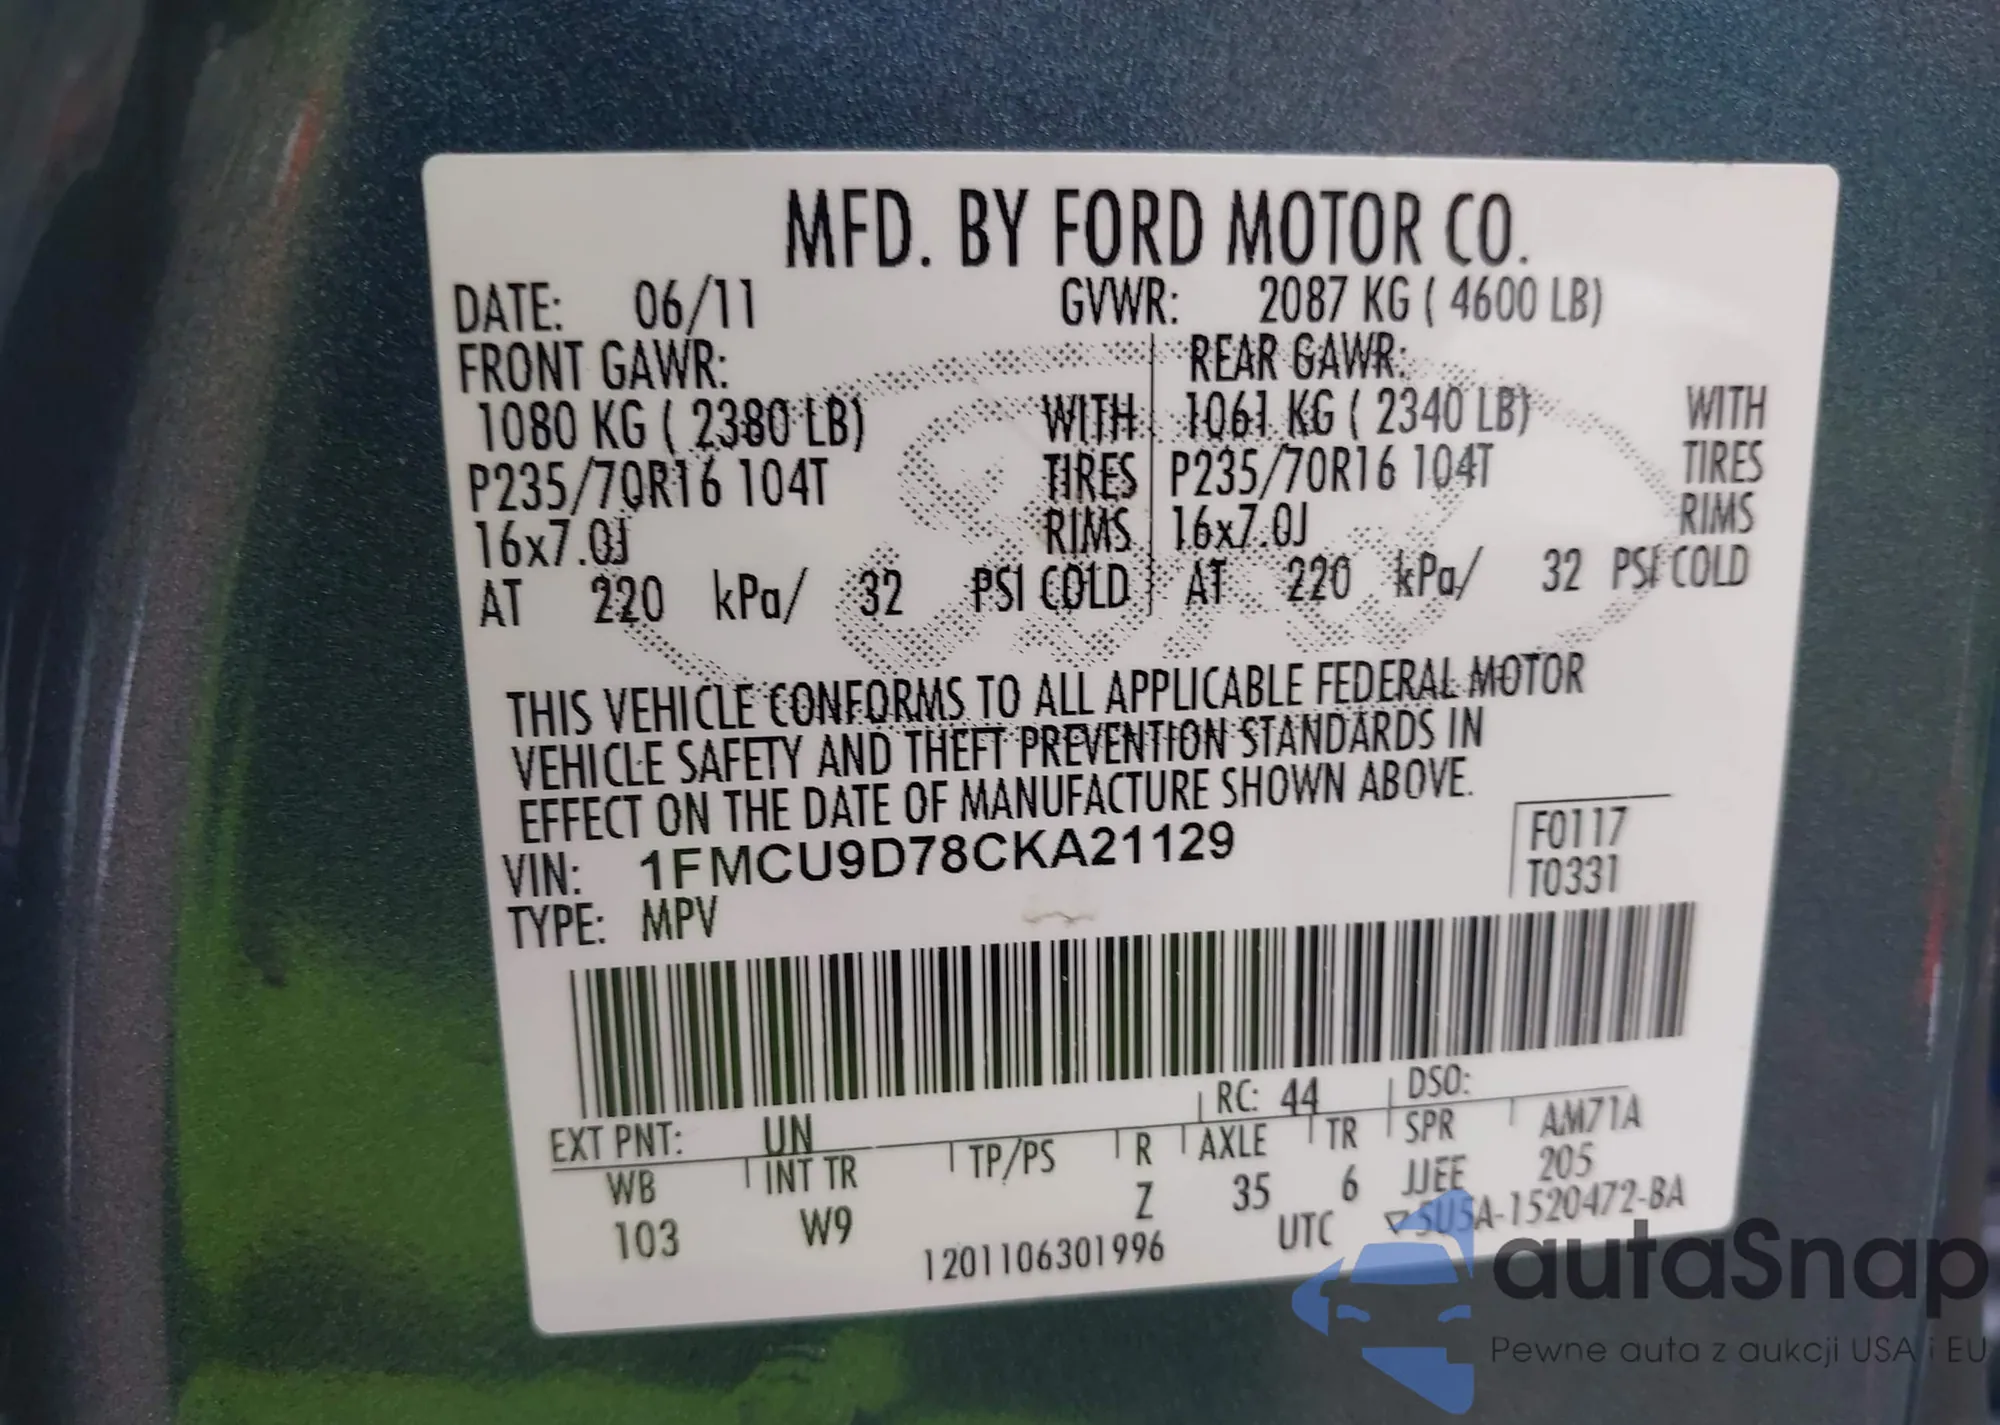 MFD. BY FORD MOTOR CO.
DATE: 06/11 GVWR: 2087 KG ( 4600 LB)
FRONT GAWR: REAR GAWR:
1080 KG ( 2380 LB) WITH 1061 KG ( 2340 LB) WITH
P235/70R16 104T TIRES P235/70R16 104T TIRES
16x7.0J RIMS 16x7.0J RIMS
AT 220 kPa/ 32 PSI COLD AT 220 kPa/ 32 PSI COLD
THIS VEHICLE CONFORMS TO ALL APPLICABLE FEDERAL MOTOR
VEHICLE SAFETY AND THEFT PREVENTION STANDARDS IN
EFFECT ON THE DATE OF MANUFACTURE SHOWN ABOVE.
VIN: 1FMCU9D78CKA21129 F0117
TYPE: MPV T0331
EXT PNT: UN RC: 44 DSO:
WB INT TR TP/PS R AXLE TR SPR AM71A
103 W9 Z 35 6 JJEE 205
1201106301996 UTC ▽5U5A-1520472-BA
autaSnap
Pewne auta z aukcji USA i EU